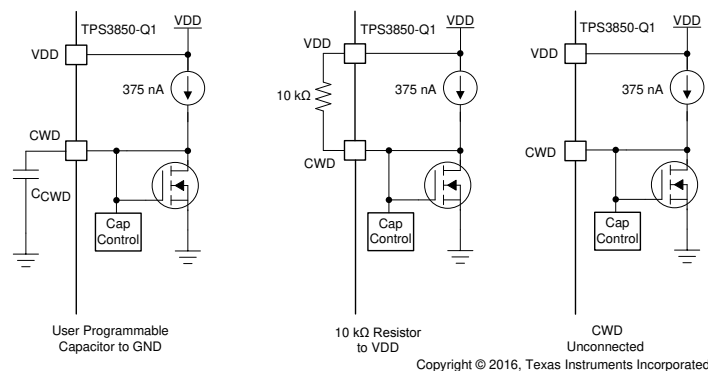 TPS3850-Q1
VDD
VDD
375 nA
CWD
CCWD
Cap
Control
User Programmable
Capacitor to GND
TPS3850-Q1
VDD
VDD
10 kΩ
375 nA
CWD
Cap
Control
10 kΩ Resistor
to VDD
TPS3850-Q1
VDD
VDD
375 nA
CWD
Cap
Control
CWD
Unconnected
Copyright © 2016, Texas Instruments Incorporated